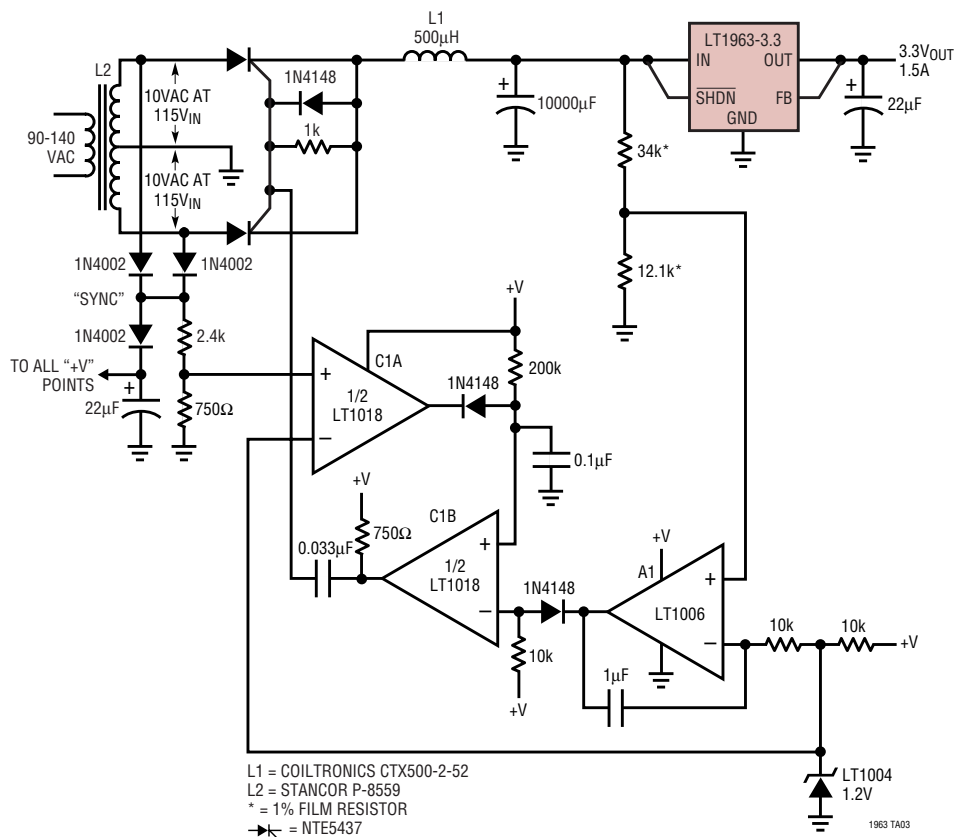 L1
500µH
LT1963-3.3
IN
OUT
SHDN
FB
GND
3.3VOUT
1.5A
+
22µF
L2
90-140
VAC
10VAC AT
115VIN
10VAC AT
115VIN
1N4148
1k
+
10000µF
34k*
12.1k*
1N4002
1N4002
"SYNC"
1N4002
2.4k
TO ALL "+V"
POINTS
+
22µF
750Ω
+V
C1A
+
1/2
LT1018
–
1N4148
200k
0.1µF
+V
750Ω
0.033µF
C1B
+
1/2
LT1018
–
1N4148
10k
+V
+V
A1
+
LT1006
–
1µF
10k
10k
+V
LT1004
1.2V
L1 = COILTRONICS CTX500-2-52
L2 = STANCOR P-8559
* = 1% FILM RESISTOR
= NTE5437
1963 TA03